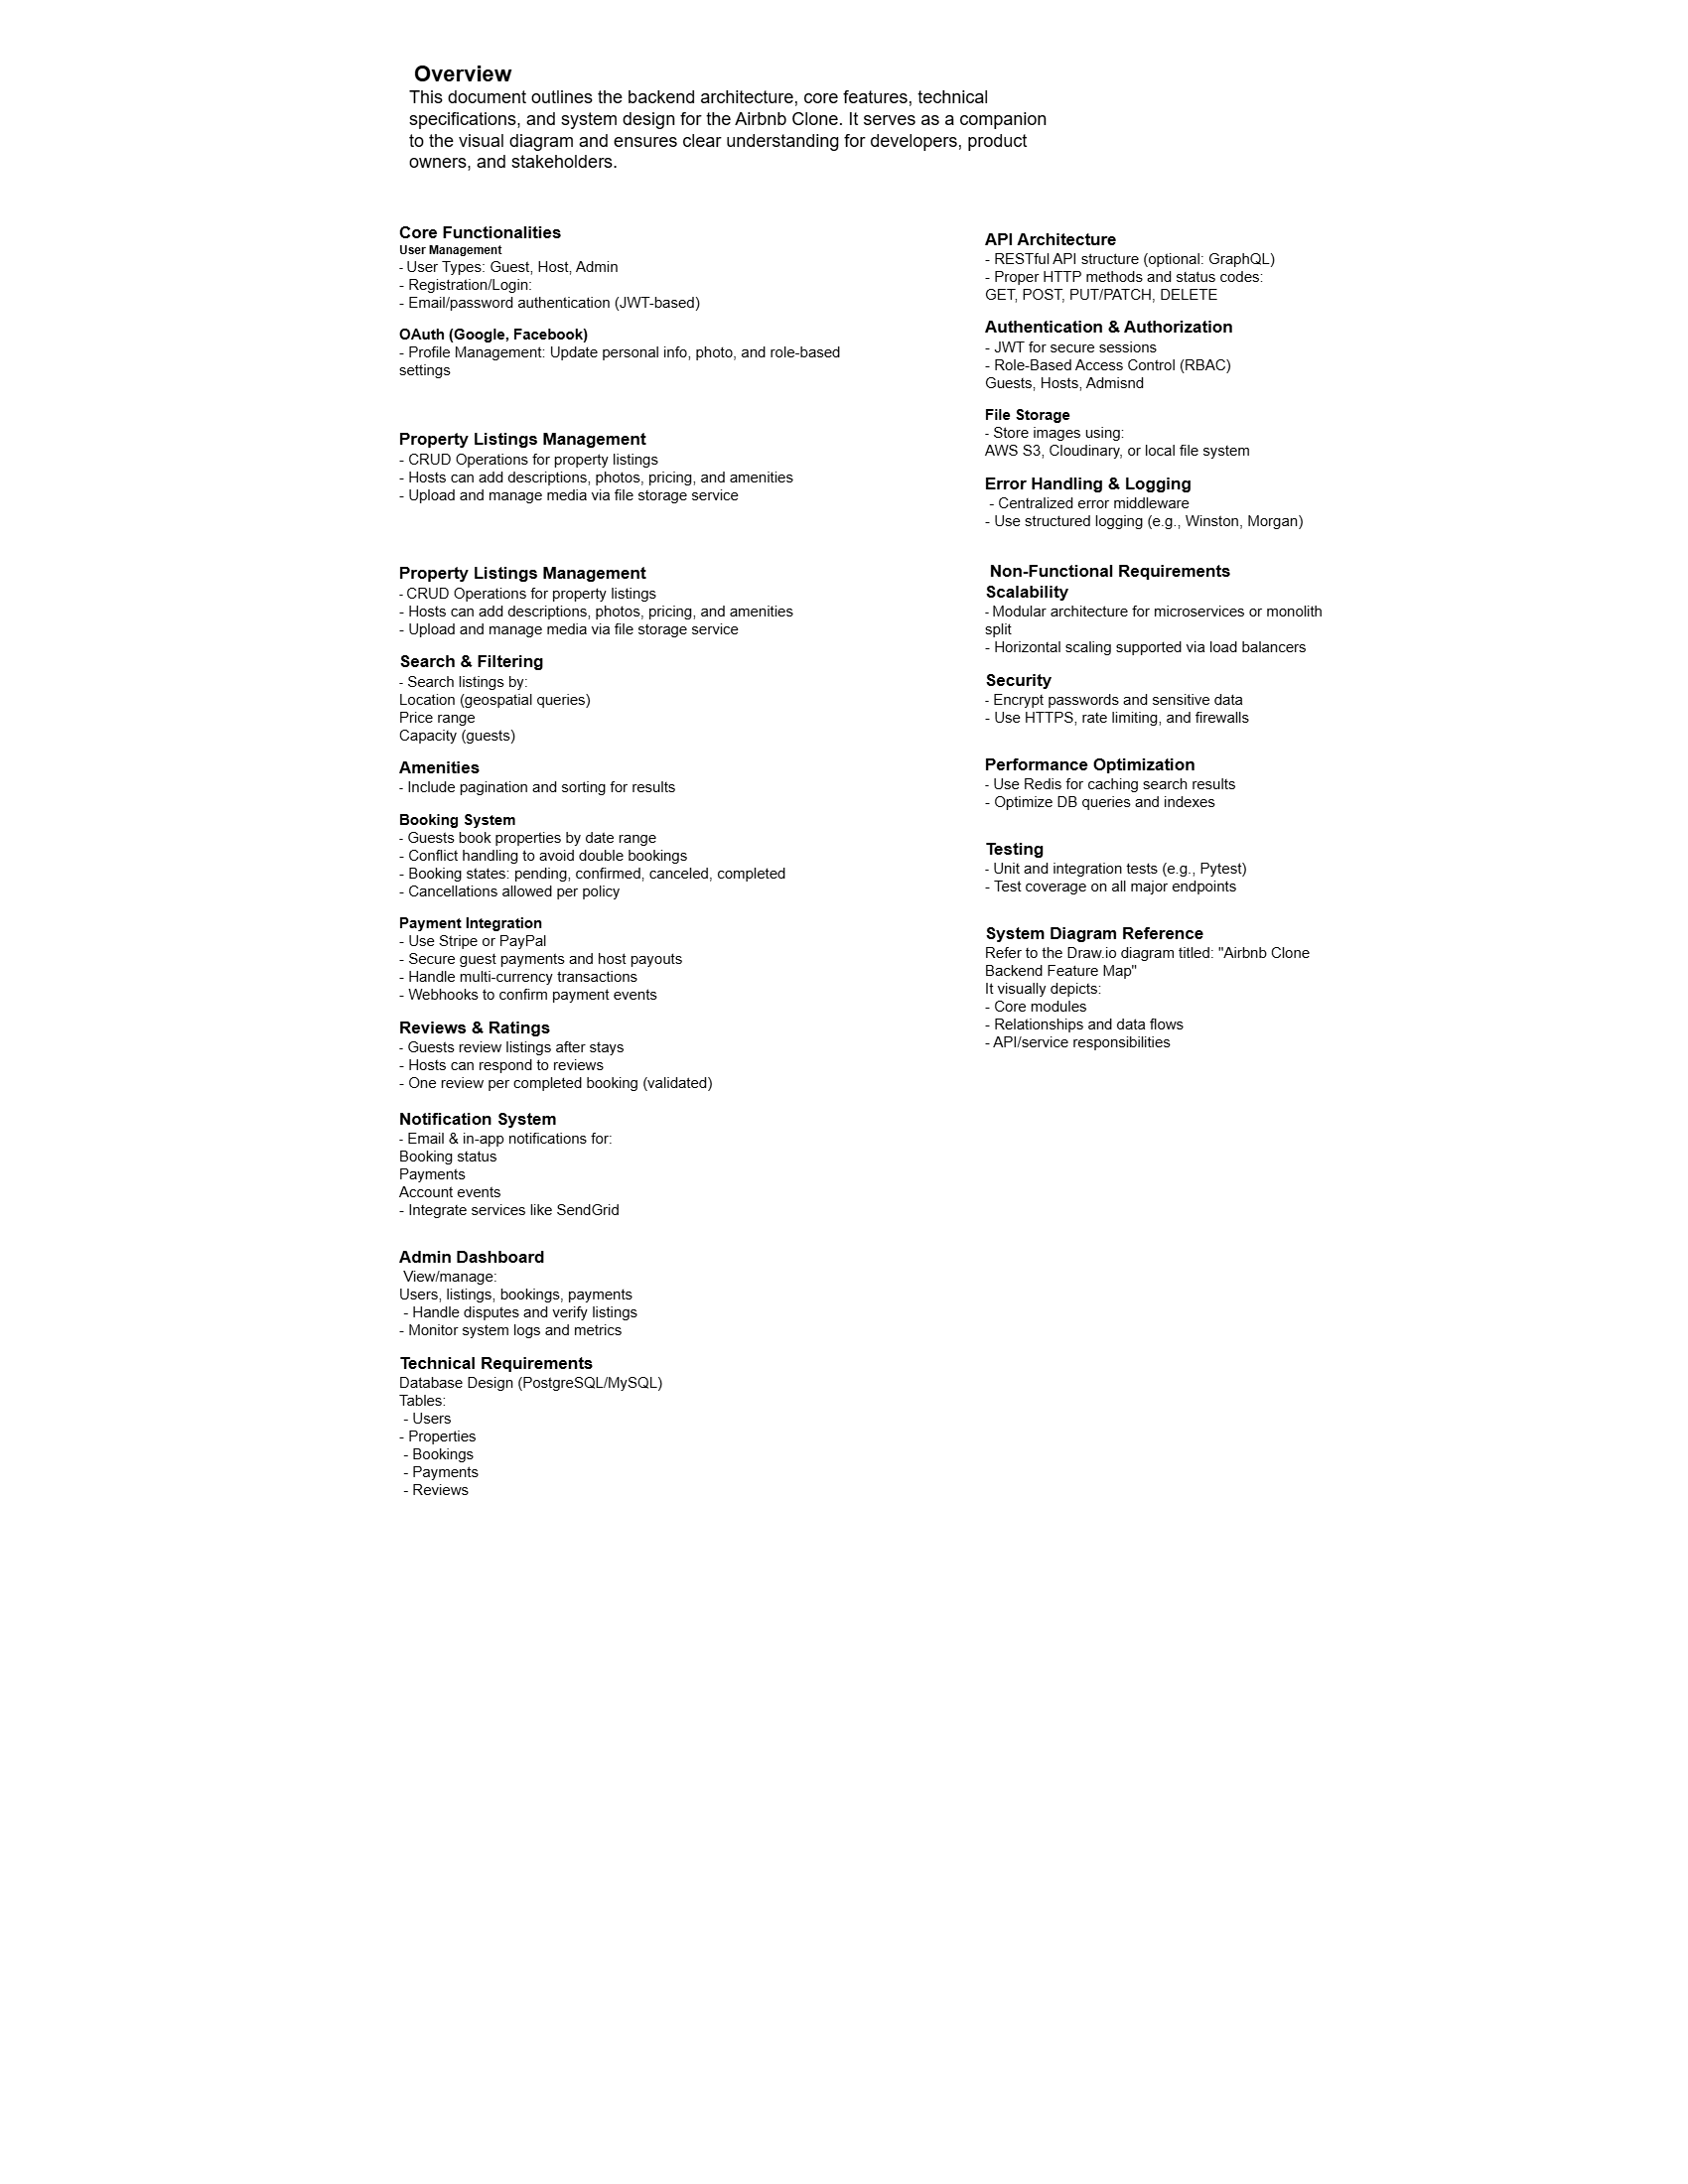 Overview
This document outlines the backend architecture, core features, technical
specifications, and system design for the Airbnb Clone. It serves as a companion
to the visual diagram and ensures clear understanding for developers, product
owners, and stakeholders.
Core Functionalities
User Management
- User Types: Guest, Host, Admin
- Registration/Login:
- Email/password authentication (JWT-based)
OAuth (Google, Facebook)
- Profile Management: Update personal info, photo, and role-based
settings
Property Listings Management
- CRUD Operations for property listings
- Hosts can add descriptions, photos, pricing, and amenities
- Upload and manage media via file storage service
Property Listings Management
- CRUD Operations for property listings
- Hosts can add descriptions, photos, pricing, and amenities
- Upload and manage media via file storage service
Search & Filtering
- Search listings by:
Location (geospatial queries)
Price range
Capacity (guests)
Amenities
- Include pagination and sorting for results
Booking System
- Guests book properties by date range
- Conflict handling to avoid double bookings
- Booking states: pending, confirmed, canceled, completed
- Cancellations allowed per policy
Payment Integration
- Use Stripe or PayPal
- Secure guest payments and host payouts
- Handle multi-currency transactions
- Webhooks to confirm payment events
Reviews & Ratings
- Guests review listings after stays
- Hosts can respond to reviews
- One review per completed booking (validated)
Notification System
- Email & in-app notifications for:
Booking status
Payments
Account events
- Integrate services like SendGrid
Admin Dashboard
View/manage:
Users, listings, bookings, payments
- Handle disputes and verify listings
- Monitor system logs and metrics
Technical Requirements
Database Design (PostgreSQL/MySQL)
Tables:
- Users
- Properties
- Bookings
- Payments
- Reviews
API Architecture
- RESTful API structure (optional: GraphQL)
- Proper HTTP methods and status codes:
GET, POST, PUT/PATCH, DELETE
Authentication & Authorization
- JWT for secure sessions
- Role-Based Access Control (RBAC)
Guests, Hosts, Admisnd
File Storage
- Store images using:
AWS S3, Cloudinary, or local file system
Error Handling & Logging
- Centralized error middleware
- Use structured logging (e.g., Winston, Morgan)
Non-Functional Requirements
Scalability
- Modular architecture for microservices or monolith
split
- Horizontal scaling supported via load balancers
Security
- Encrypt passwords and sensitive data
- Use HTTPS, rate limiting, and firewalls
Performance Optimization
- Use Redis for caching search results
- Optimize DB queries and indexes
Testing
- Unit and integration tests (e.g., Pytest)
- Test coverage on all major endpoints
System Diagram Reference
Refer to the Draw.io diagram titled: "Airbnb Clone
Backend Feature Map"
It visually depicts:
- Core modules
- Relationships and data flows
- API/service responsibilities